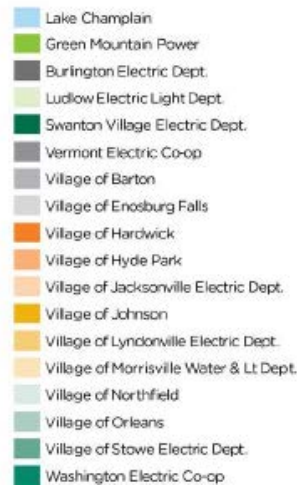 Lake Champlain
Green Mountain Power
Burlington Electric Dept.
Ludlow Electric Light Dept.
Swanton Village Electric Dept.
Vermont Electric Co-op
Village of Barton
Village of Enosburg Falls
Village of Hardwick
Village of Hyde Park
Village of Jacksonville Electric Dept.
Village of Johnson
Village of Lyndonville Electric Dept.
Village of Morrisville Water & Lt Dept.
Village of Northfield
Village of Orleans
Village of Stowe Electric Dept.
Washington Electric Co-op